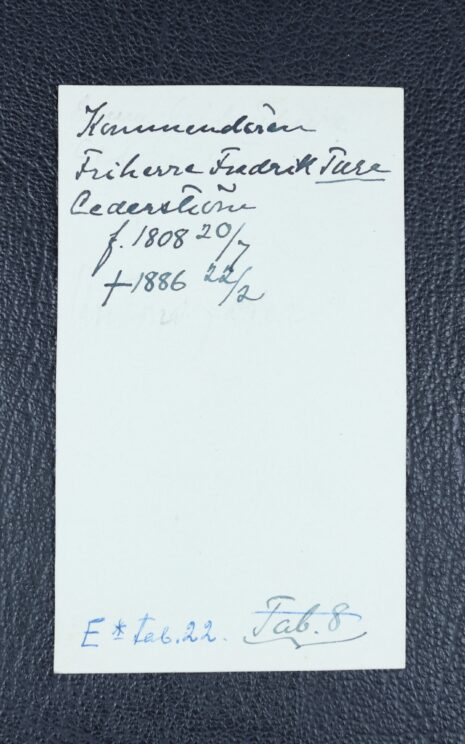 Kommendören
Friherre Fredrik Ture
Cederström
f. 1808 20/7
†1886 22/2
E * tab. 22. Tab. 8